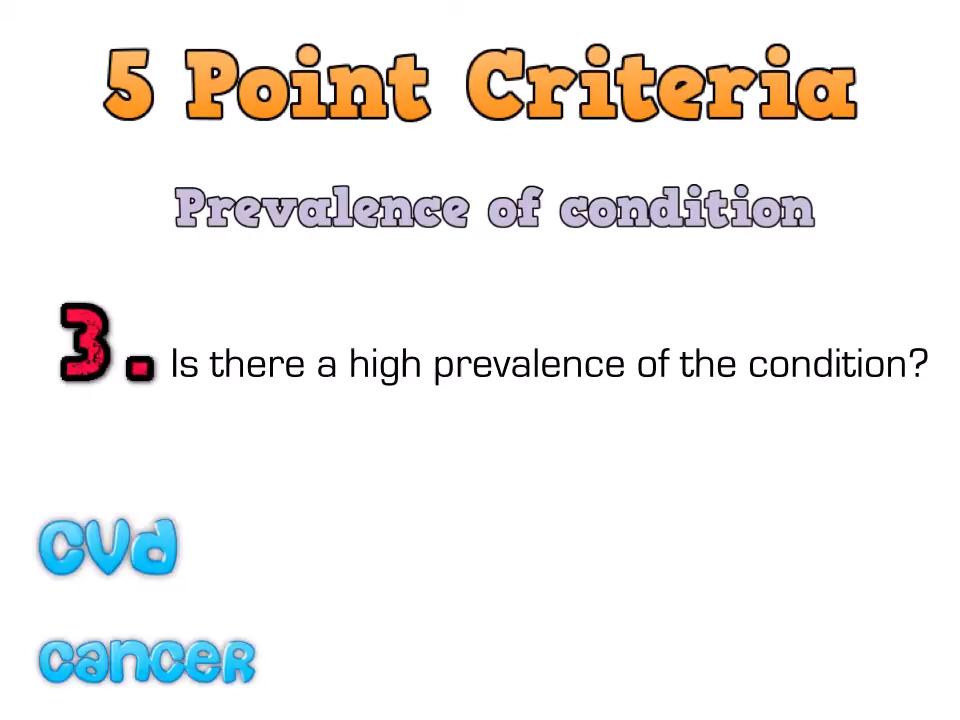 5 Point Criteria
Prevalence of condition
3. Is there a high prevalence of the condition?
CVd
cancer